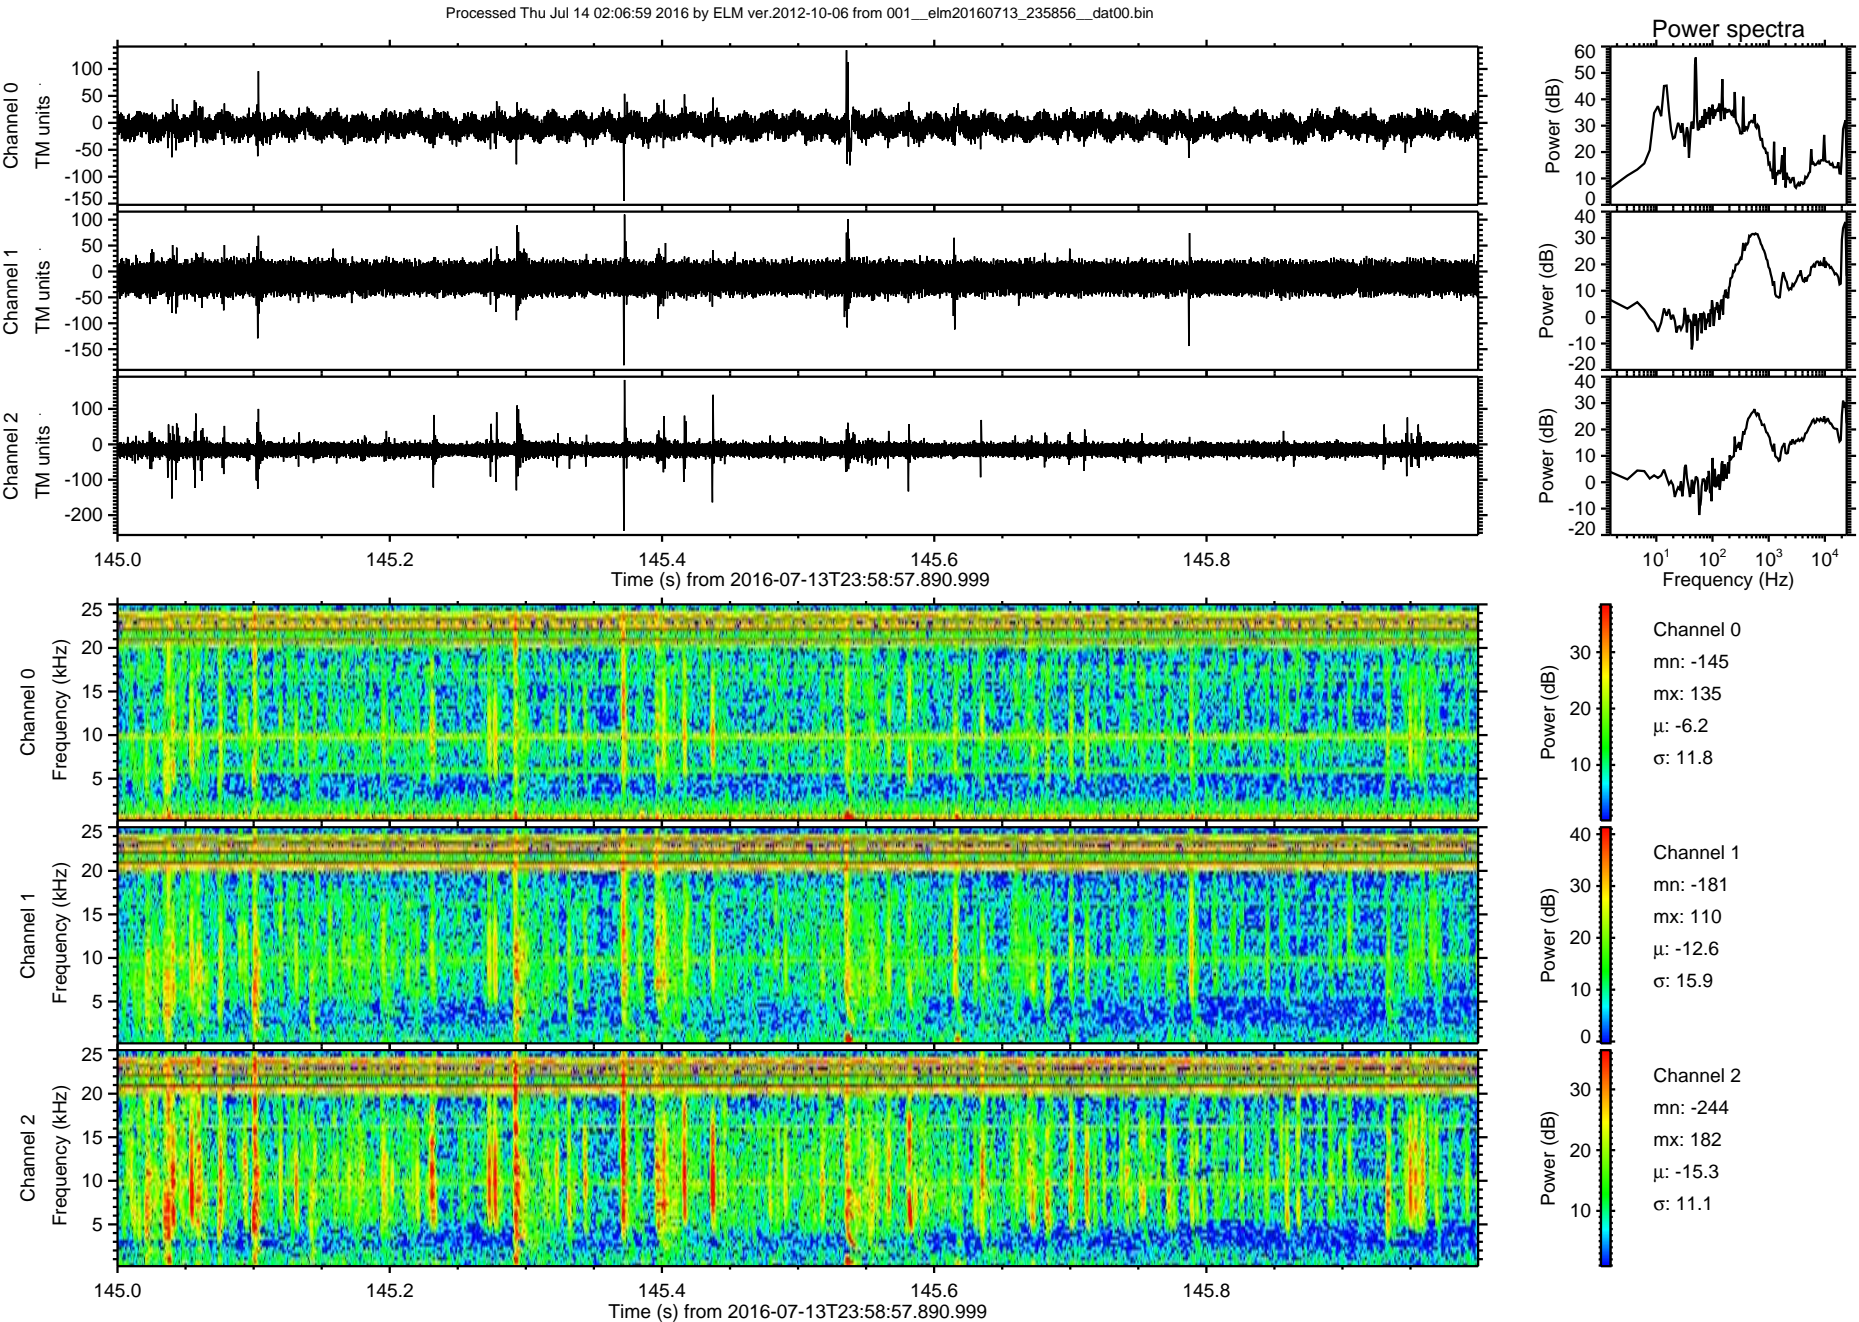 Processed Thu Jul 14 02:06:59 2016 by ELM ver.2012-10-06 from 001__elm20160713_235856__dat00.bin
Power spectra
Channel 0
TM units
100
50
0
-50
-100
-150
Power (dB)
60
50
40
30
20
10
0
Channel 1
TM units
100
50
0
-50
-100
-150
Power (dB)
40
30
20
10
0
-10
-20
Channel 2
TM units
100
0
-100
-200
Power (dB)
40
30
20
10
0
-10
-20
145.0 145.2 145.4 145.6 145.8
Time (s) from 2016-07-13T23:58:57.890.999
10¹ 10² 10³ 10⁴
Frequency (Hz)
Channel 0
Frequency (kHz)
25
20
15
10
5
Power (dB)
30
20
10
Channel 0
mn: -145
mx: 135
μ: -6.2
σ: 11.8
Channel 1
Frequency (kHz)
25
20
15
10
5
Power (dB)
40
30
20
10
0
Channel 1
mn: -181
mx: 110
μ: -12.6
σ: 15.9
Channel 2
Frequency (kHz)
25
20
15
10
5
Power (dB)
30
20
10
Channel 2
mn: -244
mx: 182
μ: -15.3
σ: 11.1
145.0 145.2 145.4 145.6 145.8
Time (s) from 2016-07-13T23:58:57.890.999